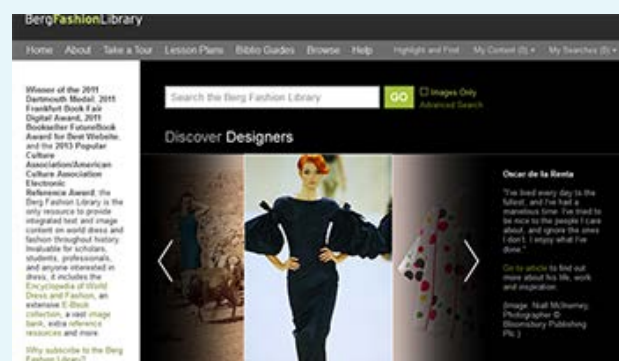 BergFashionLibrary
Home About Take a Tour Lesson Plans Biblio Guides Browse Help Highlight and Find My Content (0) My Searches (0)
Winner of the 2011
Dartmouth Medal, 2011
Frankfurt Book Fair
Digital Award, 2011
Bookseller FutureBook
Award for Best Website,
and the 2013 Popular
Culture
Association/American
Culture Association
Electronic
Reference Award, the
Berg Fashion Library is the
only resource to provide
integrated text and image
content on world dress and
fashion throughout history.
Invaluable for scholars,
students, professionals,
and anyone interested in
dress, it includes the
Encyclopedia of World
Dress and Fashion, an
extensive E-Book
collection, a vast image
bank, extra reference
resources and more.
Why subscribe to the Berg
Fashion Library?
Search the Berg Fashion Library
GO
Images Only
Advanced Search
Discover Designers
Oscar de la Renta
"I've lived every day to the
fullest, and I've had a
marvelous time. I've tried to
be nice to the people I care
about, and ignore the ones
I don't. I enjoy what I've
done."
Go to article to find out
more about his life, work
and inspiration.
(Image: Niall McInerney,
Photographer ©
Bloomsbury Publishing
Plc.)